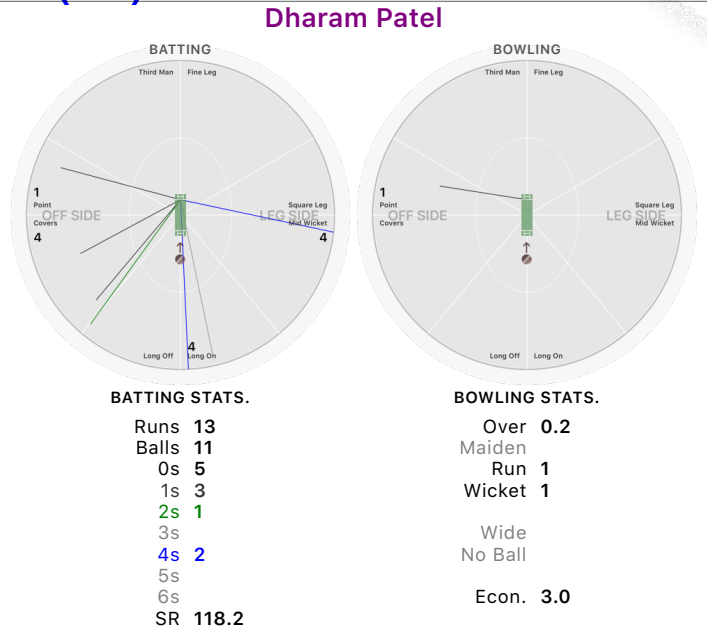 Dharam Patel
BATTING
Third Man Fine Leg
1
Point
OFF SIDE
Covers
4
Square Leg
LEG SIDE
Mid Wicket
4
4
Long Off Long On
BOWLING
Third Man Fine Leg
1
Point
OFF SIDE
Covers
Square Leg
LEG SIDE
Mid Wicket
Long Off Long On
BATTING STATS.
Runs 13
Balls 11
0s 5
1s 3
2s 1
3s
4s 2
5s
6s
SR 118.2
BOWLING STATS.
Over 0.2
Maiden
Run 1
Wicket 1
Wide
No Ball
Econ. 3.0